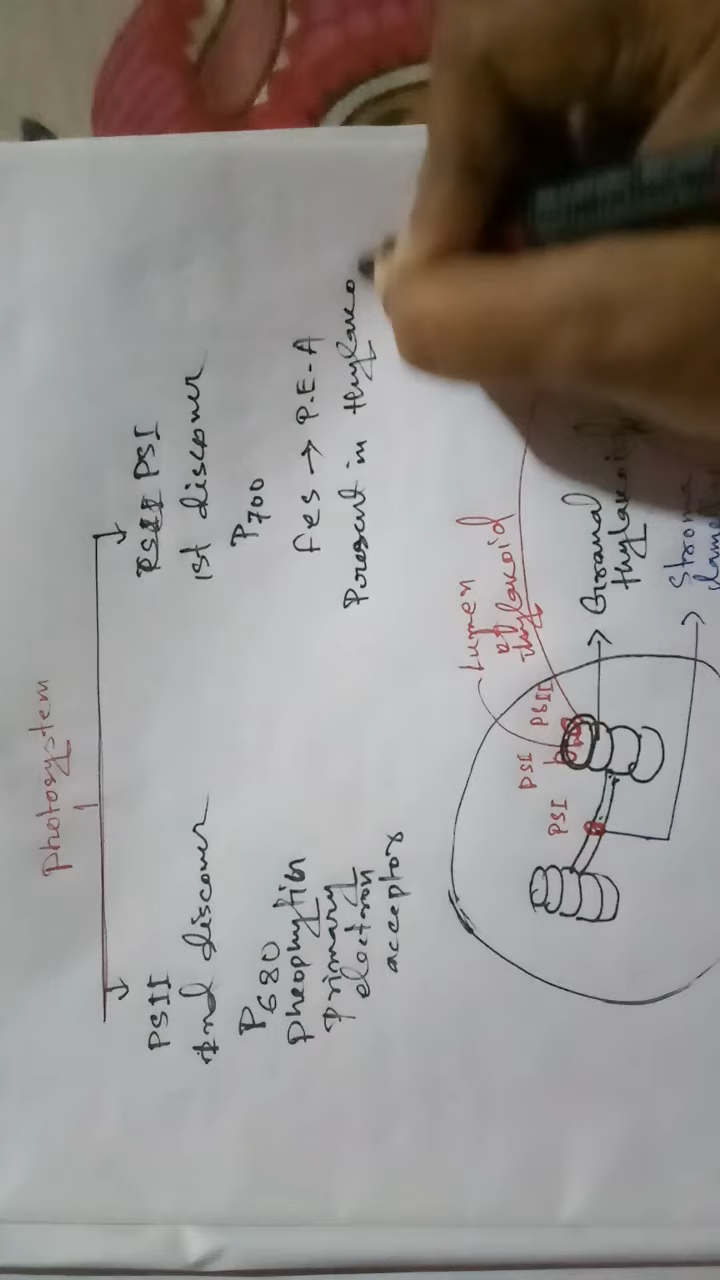 Photosystem
PSII
2nd discover
P680
Pheophytin
Primary
electron
acceptor
PSI
1st discover
P700
fes → P.E-A
Present in thylako
Lumen
of
thylakoid
PSI
PSI
PSII
Granal
thylakoid
Stroma